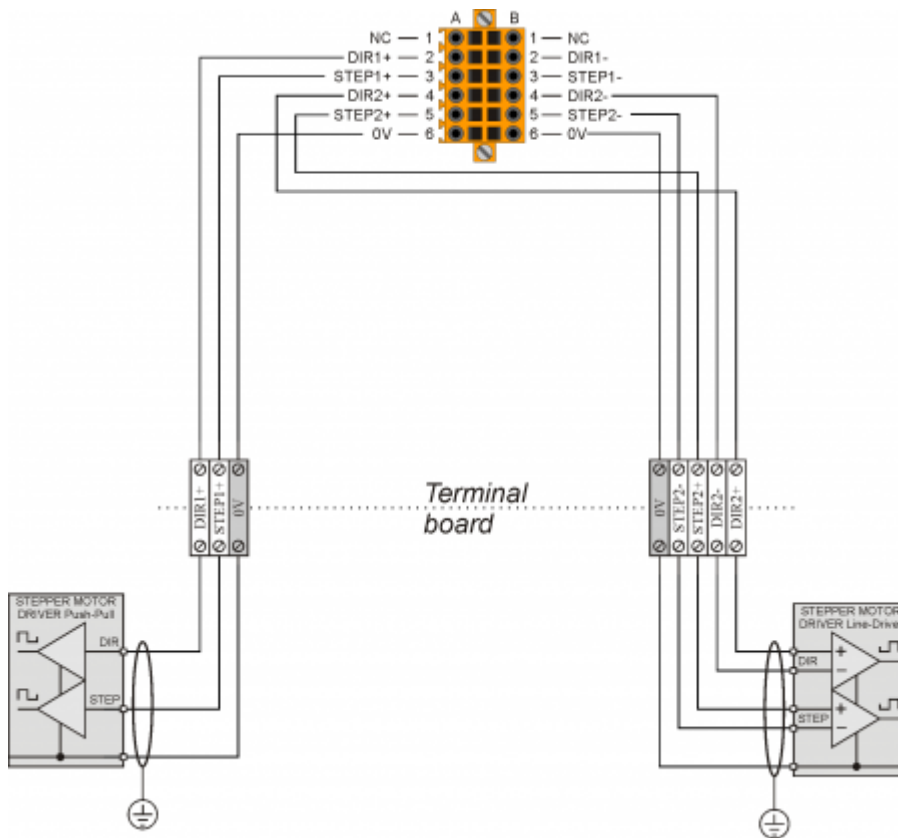 A B
NC 1 1 NC
DIR1+ 2 2 DIR1-
STEP1+ 3 3 STEP1-
DIR2+ 4 4 DIR2-
STEP2+ 5 5 STEP2-
0V 6 6 0V
DIR1+
STEP1+
0V
Terminal
board
0V
STEP2-
STEP2+
DIR2-
DIR2+
STEPPER MOTOR
DRIVER Push-Pull
DIR
STEP
STEPPER MOTOR
DRIVER Line-Drive
+
DIR
-
+
STEP
-